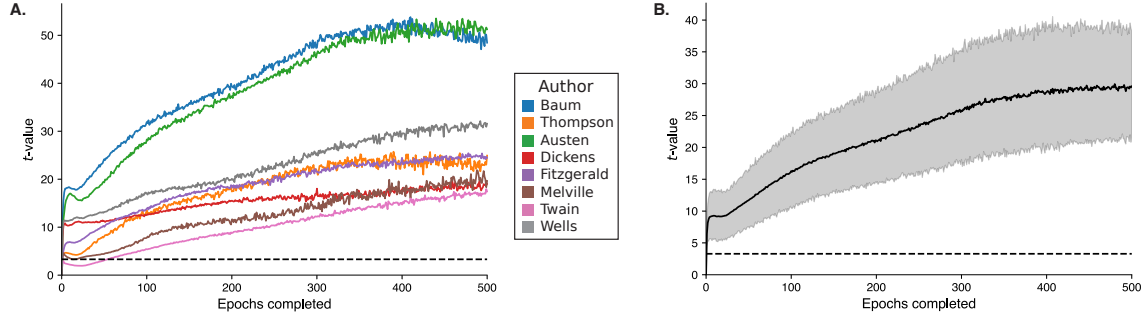 A.
50
40
30
20
10
0
t-value
0 100 200 300 400 500
Epochs completed
Author
Baum
Thompson
Austen
Dickens
Fitzgerald
Melville
Twain
Wells
B.
40
35
30
25
20
15
10
5
0
t-value
0 100 200 300 400 500
Epochs completed